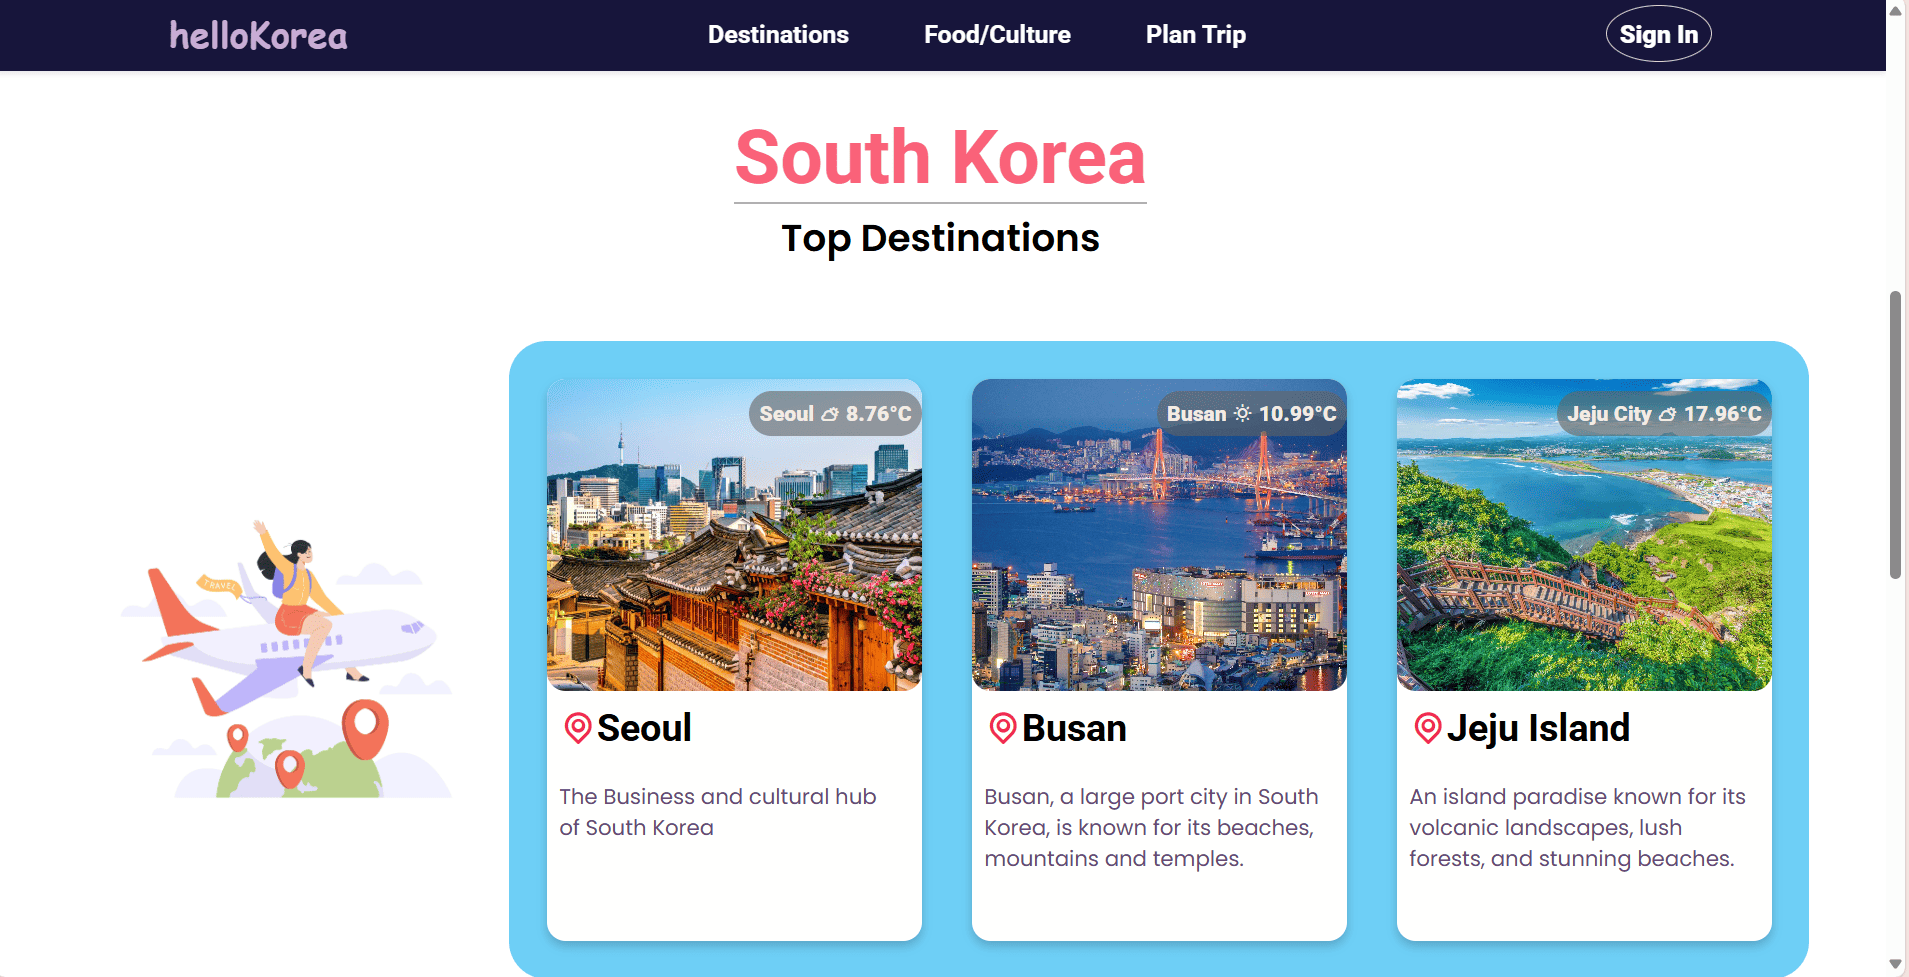 helloKorea
Destinations
Food/Culture
Plan Trip
Sign In
South Korea
Top Destinations
TRAVEL
Seoul 8.76°C
Seoul
The Business and cultural hub
of South Korea
Busan 10.99°C
Busan
Busan, a large port city in South
Korea, is known for its beaches,
mountains and temples.
Jeju City 17.96°C
Jeju Island
An island paradise known for its
volcanic landscapes, lush
forests, and stunning beaches.